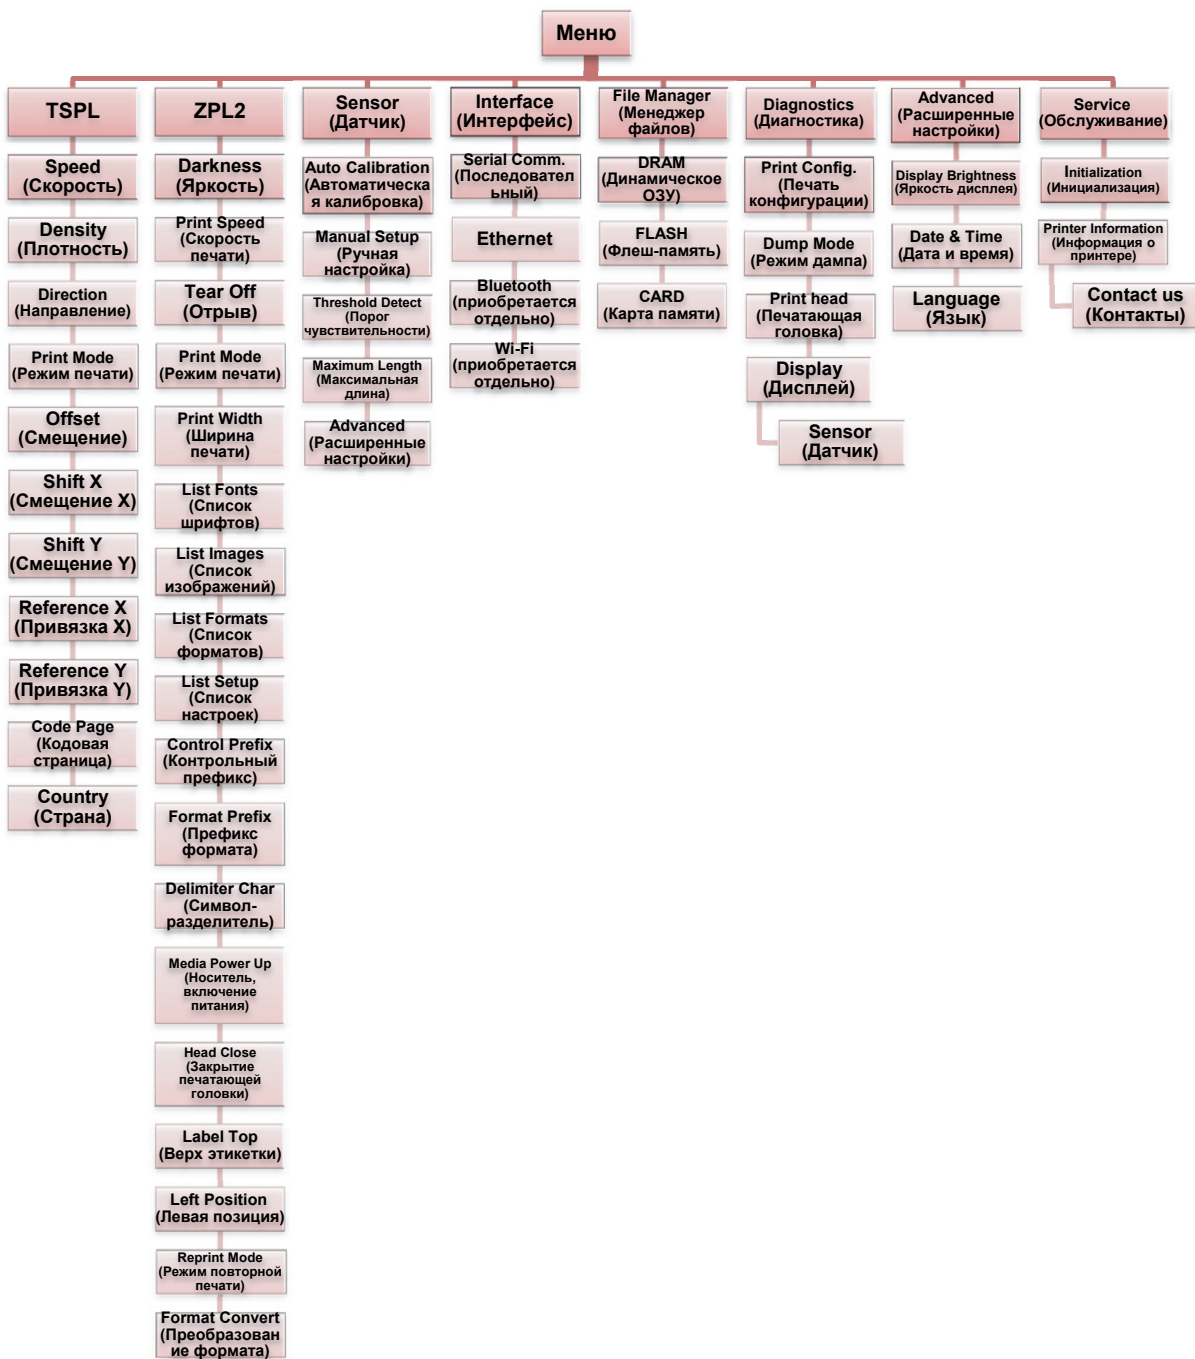 Меню
TSPL
Speed
(Скорость)
Density
(Плотность)
Direction
(Направление)
Print Mode
(Режим печати)
Offset
(Смещение)
Shift X
(Смещение X)
Shift Y
(Смещение Y)
Reference X
(Привязка X)
Reference Y
(Привязка Y)
Code Page
(Кодовая
страница)
Country
(Страна)
ZPL2
Darkness
(Яркость)
Print Speed
(Скорость
печати)
Tear Off
(Отрыв)
Print Mode
(Режим печати)
Print Width
(Ширина
печати)
List Fonts
(Список
шрифтов)
List Images
(Список
изображений)
List Formats
(Список
форматов)
List Setup
(Список
настроек)
Control Prefix
(Контрольный
префикс)
Format Prefix
(Префикс
формата)
Delimiter Char
(Символ-
разделитель)
Media Power Up
(Носитель,
включение
питания)
Head Close
(Закрытие
печатающей
головки)
Label Top
(Верх этикетки)
Left Position
(Левая позиция)
Reprint Mode
(Режим повторной
печати)
Format Convert
(Преобразован
ие формата)
Sensor
(Датчик)
Auto Calibration
(Автоматическа
я калибровка)
Manual Setup
(Ручная
настройка)
Threshold Detect
(Порог
чувствительности)
Maximum Length
(Максимальная
длина)
Advanced
(Расширенные
настройки)
Interface
(Интерфейс)
Serial Comm.
(Последовател
ьный)
Ethernet
Bluetooth
(приобретается
отдельно)
Wi-Fi
(приобретается
отдельно)
File Manager
(Менеджер
файлов)
DRAM
(Динамическое
ОЗУ)
FLASH
(Флеш-память)
CARD
(Карта памяти)
Diagnostics
(Диагностика)
Print Config.
(Печать
конфигурации)
Dump Mode
(Режим дампа)
Print head
(Печатающая
головка)
Display
(Дисплей)
Sensor
(Датчик)
Advanced
(Расширенные
настройки)
Display Brightness
(Яркость дисплея)
Date & Time
(Дата и время)
Language
(Язык)
Service
(Обслуживание)
Initialization
(Инициализация)
Printer Information
(Информация о
принтере)
Contact us
(Контакты)